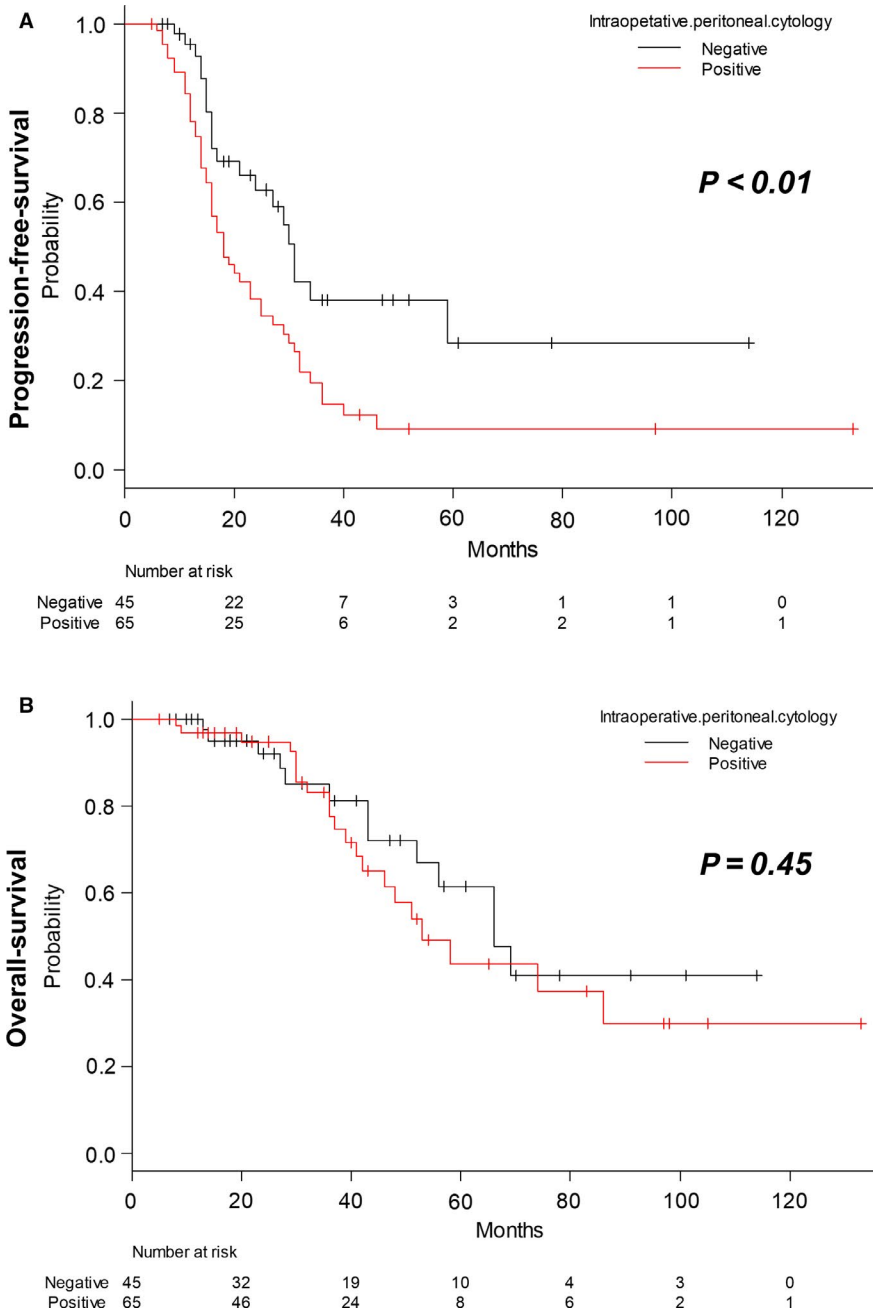 A
Intraopetative.peritoneal.cytology
Negative
Positive
P < 0.01
Progression-free-survival
Probability
1.0
0.8
0.6
0.4
0.2
0.0
0 20 40 60 80 100 120
Months
Number at risk
Negative 45 22 7 3 1 1 0
Positive 65 25 6 2 2 1 1
B
Intraoperative.peritoneal.cytology
Negative
Positive
P = 0.45
Overall-survival
Probability
1.0
0.8
0.6
0.4
0.2
0.0
0 20 40 60 80 100 120
Months
Number at risk
Negative 45 32 19 10 4 3 0
Positive 65 46 24 8 6 2 1